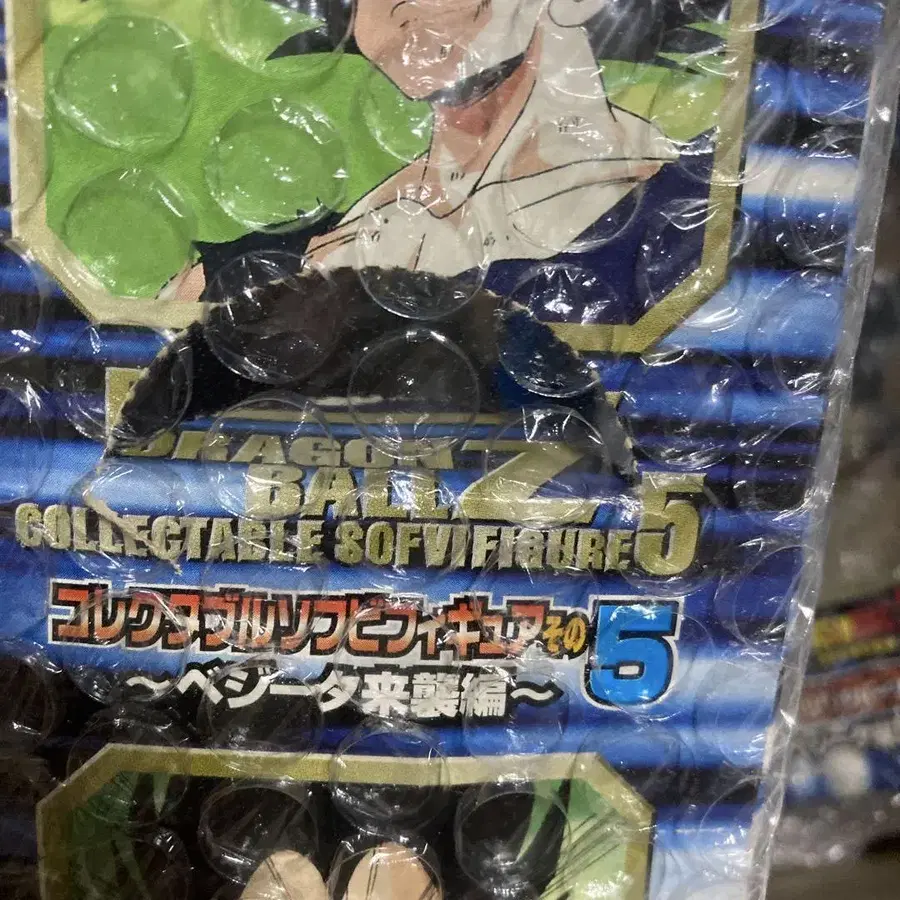 DRAGON
BALL Z
COLLECTABLE SOFVI FIGURE 5
コレクタブルソフビフィギュアその5
～ベジータ来襲編～